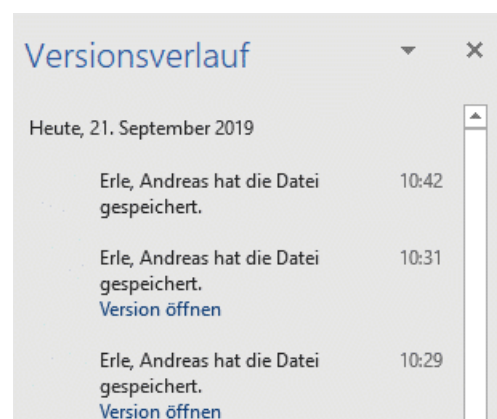 Versionsverlauf
Heute, 21. September 2019
Erle, Andreas hat die Datei 10:42
gespeichert.
Erle, Andreas hat die Datei 10:31
gespeichert.
Version öffnen
Erle, Andreas hat die Datei 10:29
gespeichert.
Version öffnen